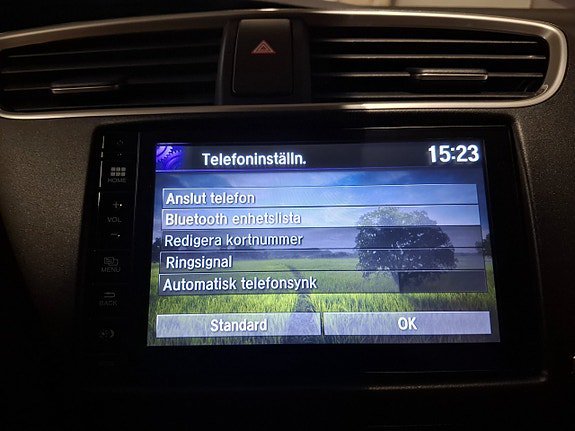 Telefoninställn.
15:23
HOME
Anslut telefon
Bluetooth enhetslista
VOL
Redigera kortnummer
Ringsignal
MENU
Automatisk telefonsynk
BACK
Standard
OK